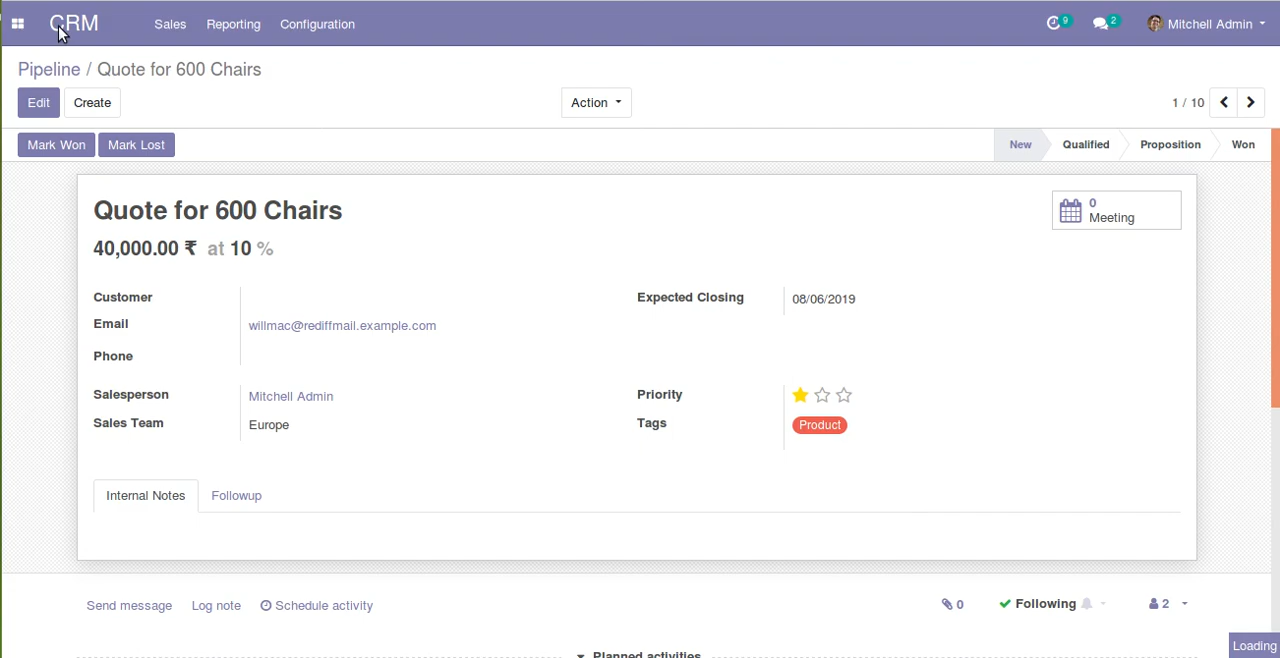 CRM Sales Reporting Configuration 9 2 Mitchell Admin
Pipeline / Quote for 600 Chairs
Edit Create Action 1 / 10
Mark Won Mark Lost New Qualified Proposition Won
Quote for 600 Chairs
0
Meeting
40,000.00 ₹ at 10 %
Customer
Expected Closing 08/06/2019
Email willmac@rediffmail.example.com
Phone
Salesperson Mitchell Admin
Priority
Sales Team Europe
Tags Product
Internal Notes Followup
Send message Log note Schedule activity 0 Following 2
Planned activities
Loading